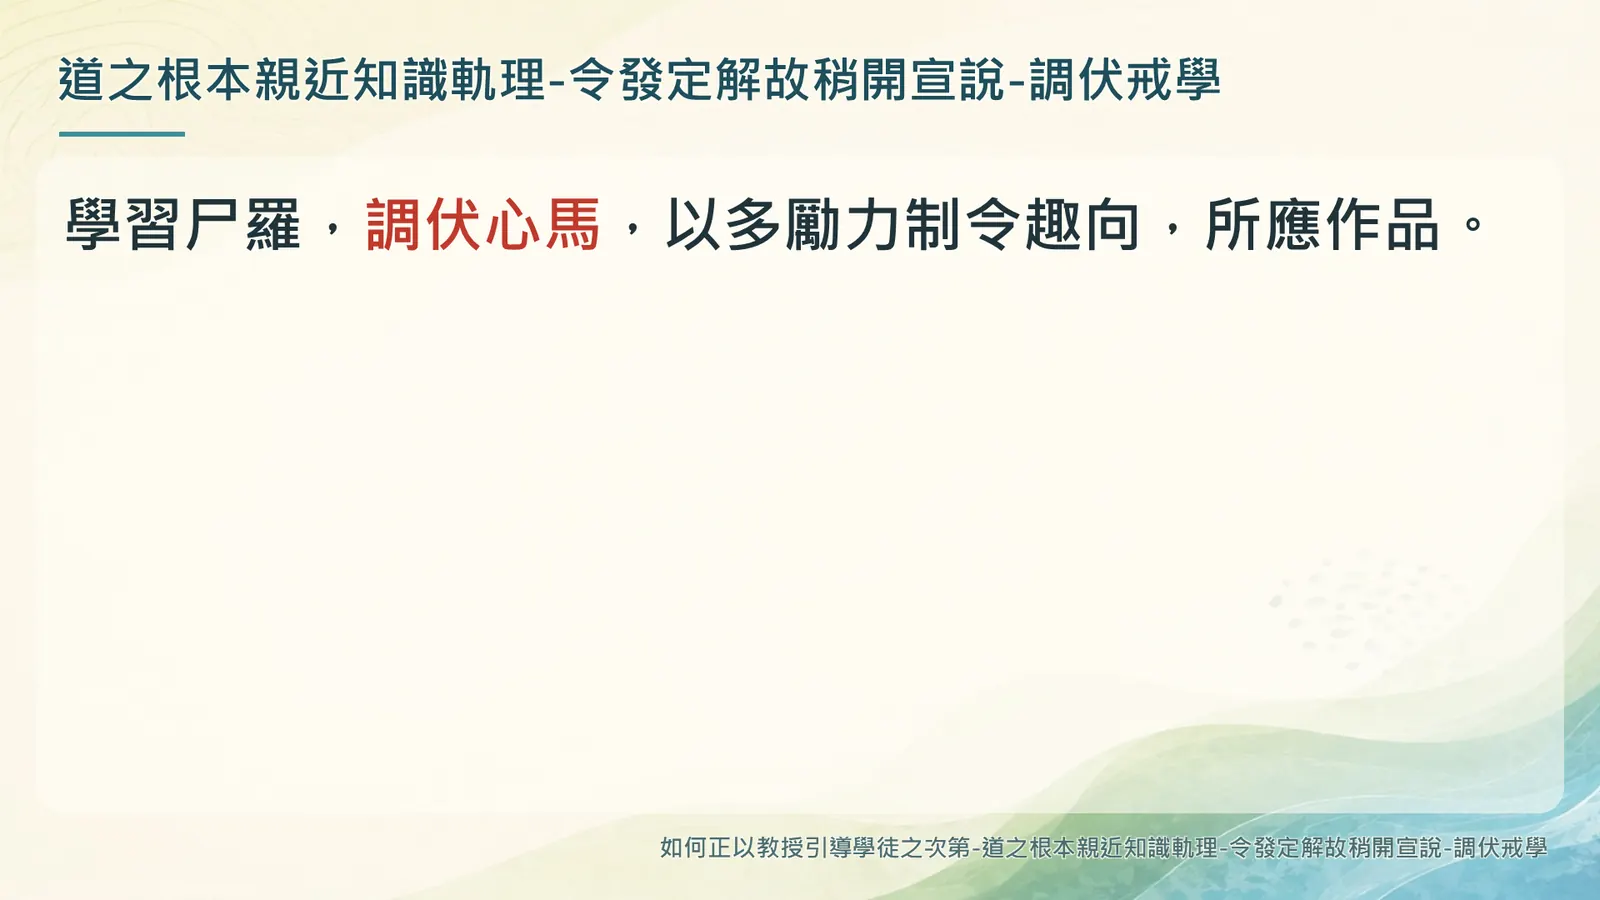 道之根本親近知識軌理-令發定解故稍開宣說-調伏戒學
學習尸羅，調伏心馬，以多勵力制令趣向，所應作品。
如何正以教授引導學徒之次第-道之根本親近知識軌理-令發定解故稍開宣說-調伏戒學